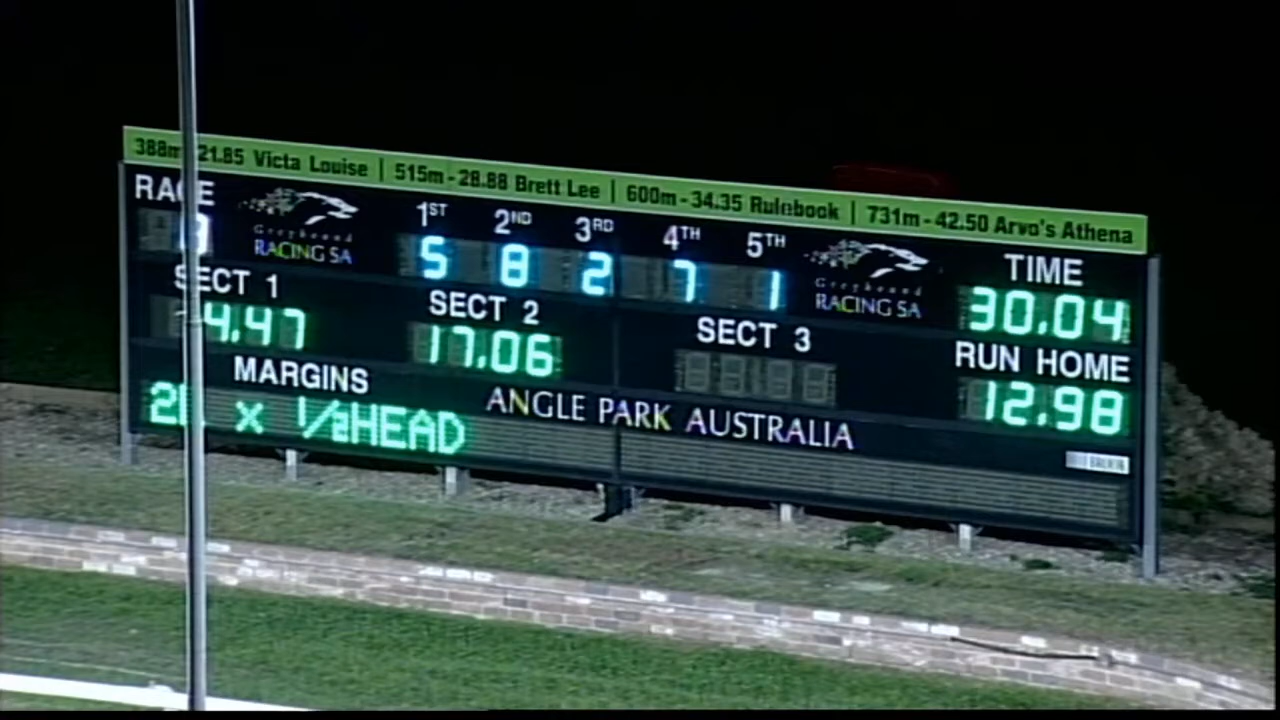 388m - 21.85 Victa Louise | 515m - 28.88 Brett Lee | 600m - 34.35 Rulebook | 731m - 42.50 Arvo's Athena
RACE
Greyhound
RACING SA
1ST 2ND 3RD 4TH 5TH
5 8 2 7 1
Greyhound
RACING SA
TIME
30.04
SECT 1
4.47
SECT 2
17.06
SECT 3
RUN HOME
12.98
MARGINS
x 1/2HEAD
ANGLE PARK AUSTRALIA